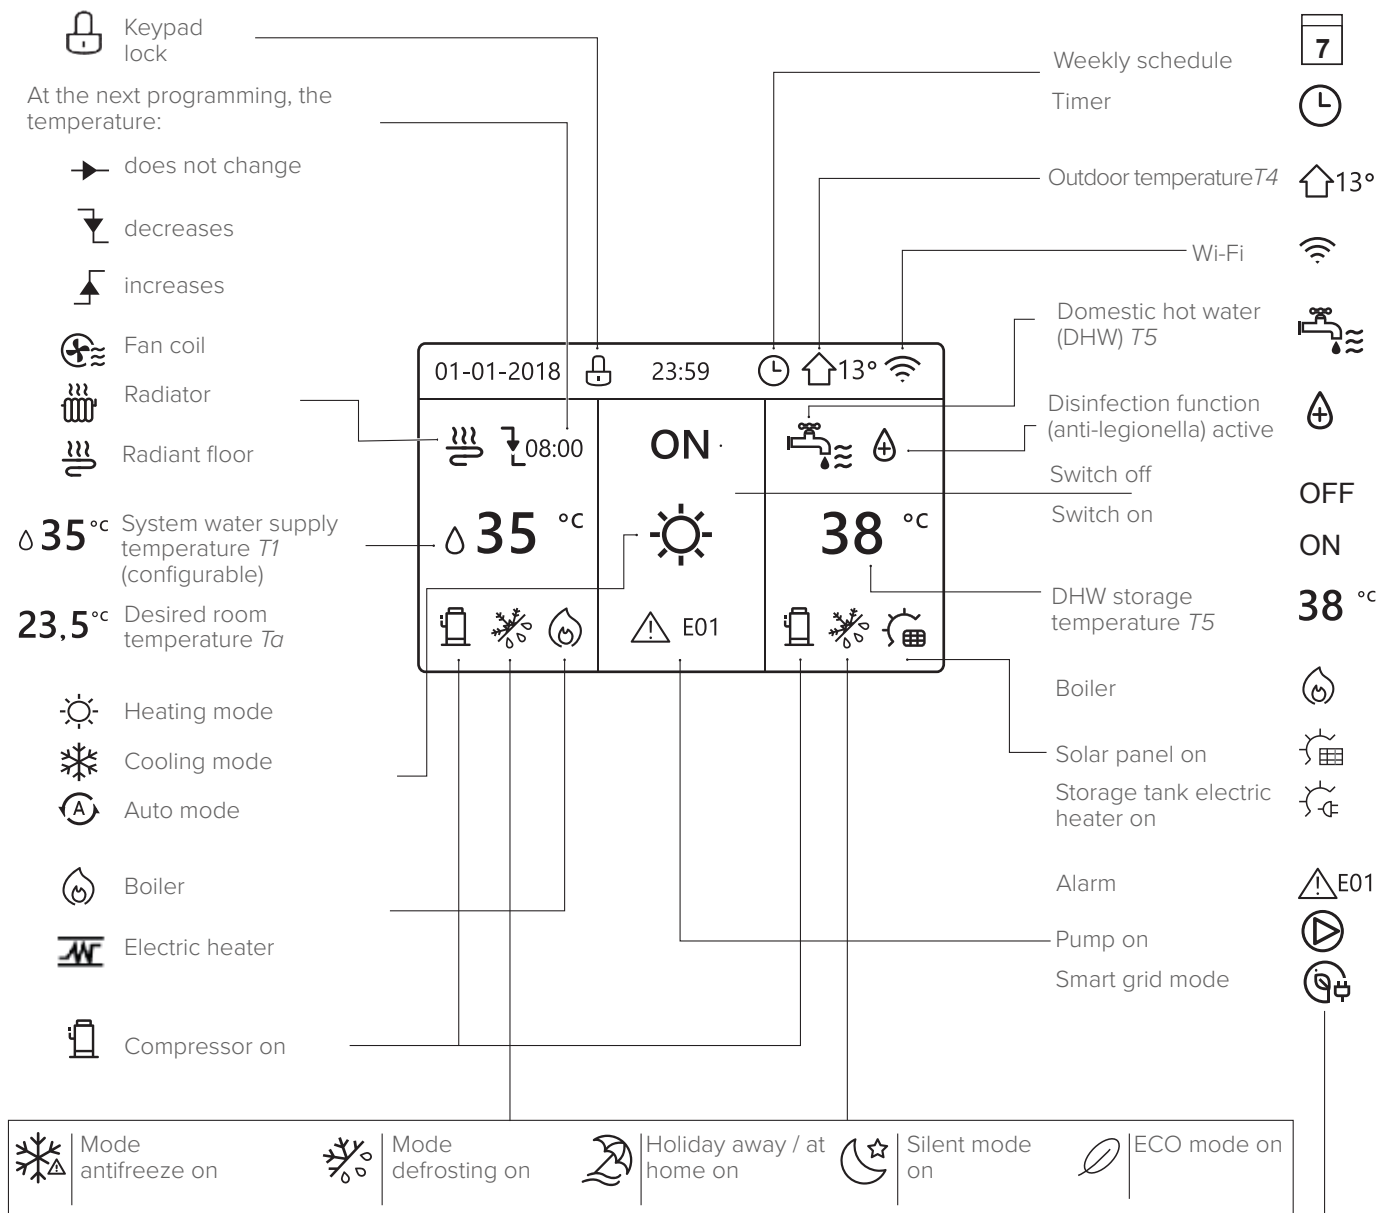 Keypad
lock
At the next programming, the
temperature:
does not change
decreases
increases
Fan coil
Radiator
Radiant floor
35 °C
System water supply
temperature T1
(configurable)
23,5°C
Desired room
temperature Ta
Heating mode
Cooling mode
A
Auto mode
Boiler
Electric heater
Compressor on
01-01-2018
23:59
13°
08:00
ON
35 °C
38 °C
E01
Weekly schedule
7
Timer
Outdoor temperatureT4
13°
Wi-Fi
Domestic hot water
(DHW) T5
Disinfection function
(anti-legionella) active
Switch off
OFF
Switch on
ON
DHW storage
temperature T5
38 °C
Boiler
Solar panel on
Storage tank electric
heater on
Alarm
E01
Pump on
Smart grid mode
Mode
antifreeze on
Mode
defrosting on
Holiday away / at
home on
Silent mode
on
ECO mode on